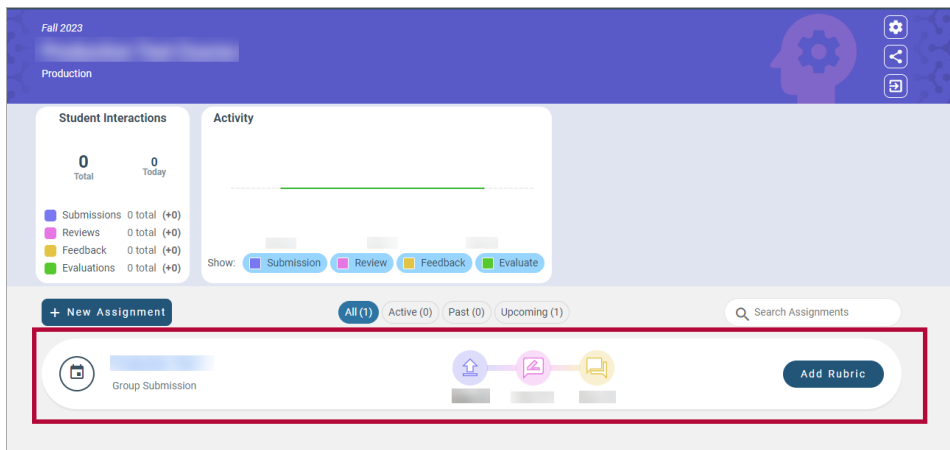 Fall 2023
Production
Student Interactions
0
Total
0
Today
Submissions 0 total (+0)
Reviews 0 total (+0)
Feedback 0 total (+0)
Evaluations 0 total (+0)
Activity
Show: Submission Review Feedback Evaluate
+ New Assignment
All (1) Active (0) Past (0) Upcoming (1)
Search Assignments
Group Submission
Add Rubric